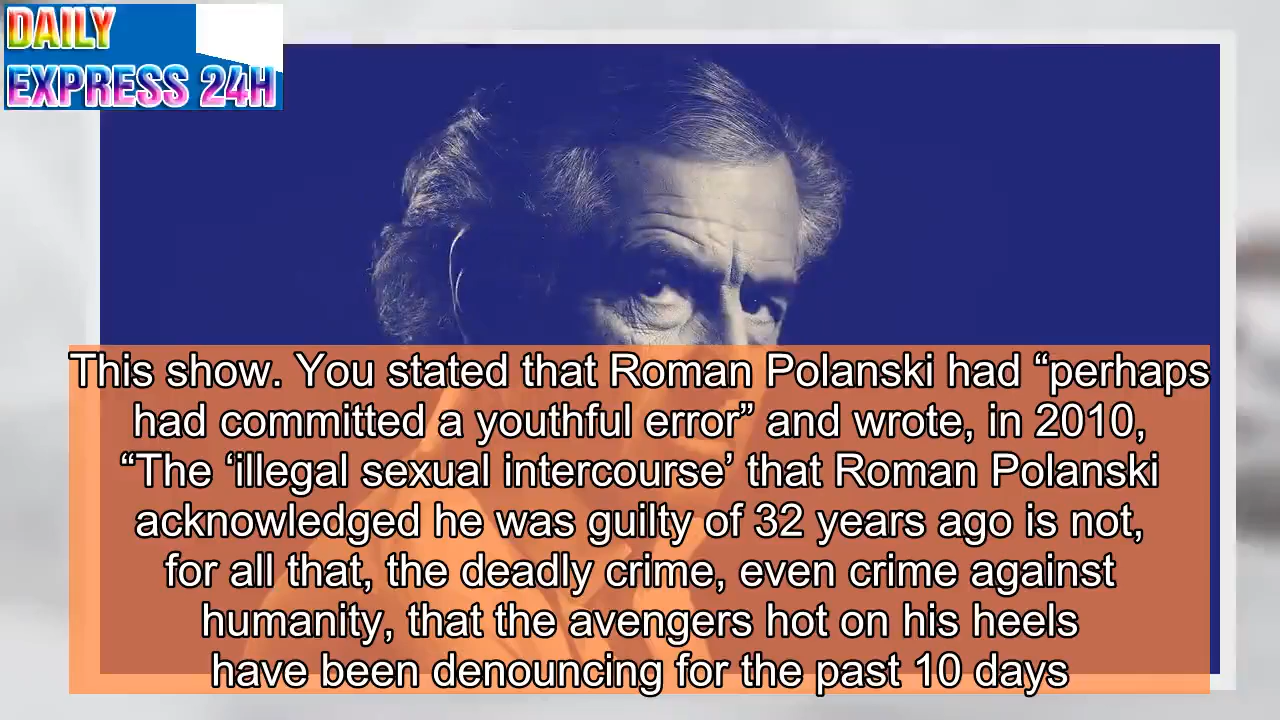 DAILY
EXPRESS 24H
This show. You stated that Roman Polanski had “perhaps
had committed a youthful error” and wrote, in 2010,
“The ‘illegal sexual intercourse’ that Roman Polanski
acknowledged he was guilty of 32 years ago is not,
for all that, the deadly crime, even crime against
humanity, that the avengers hot on his heels
have been denouncing for the past 10 days